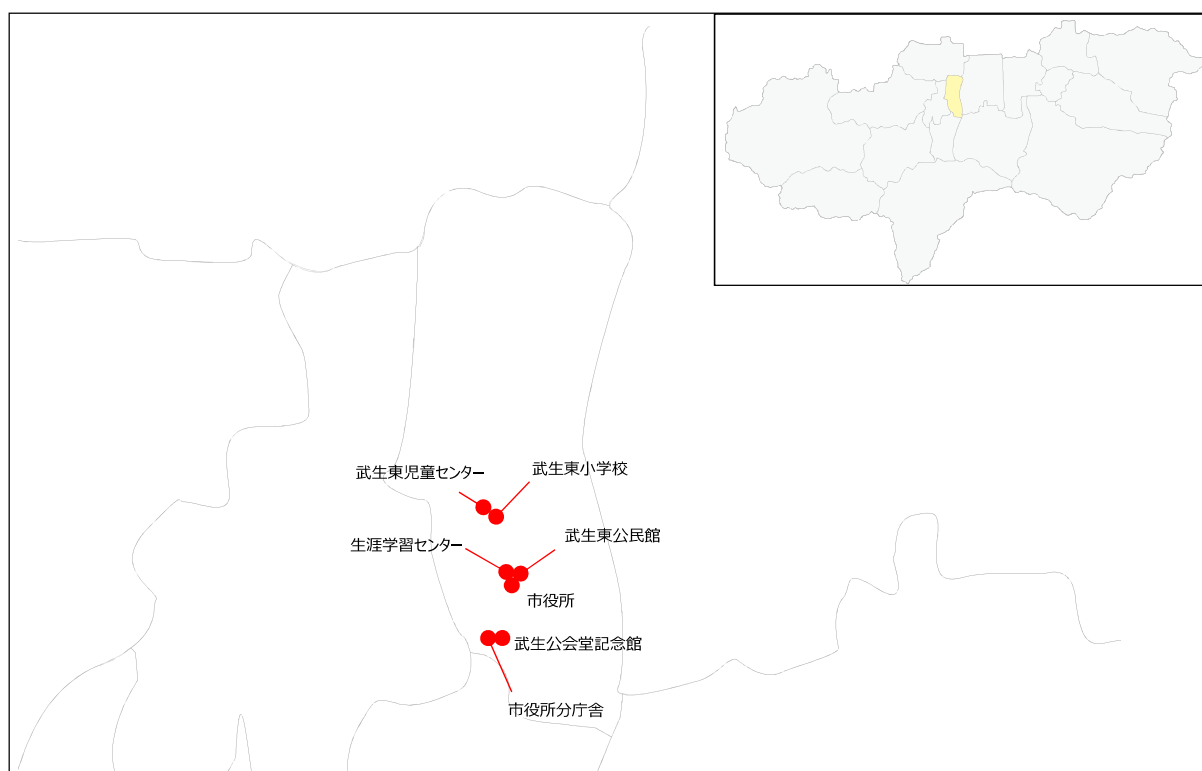 武生東小学校
武生東児童センター
武生東公民館
生涯学習センター
市役所
武生公会堂記念館
市役所分庁舎